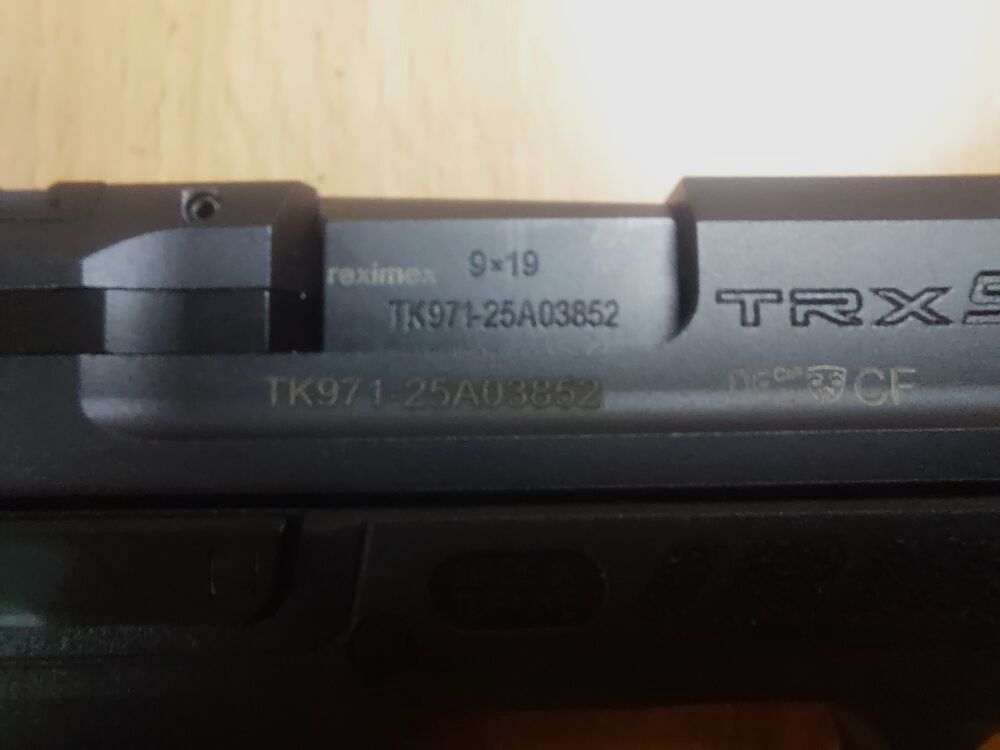 reximex 9×19
TK971-25A03852
TRX
TK971-25A03852
CF